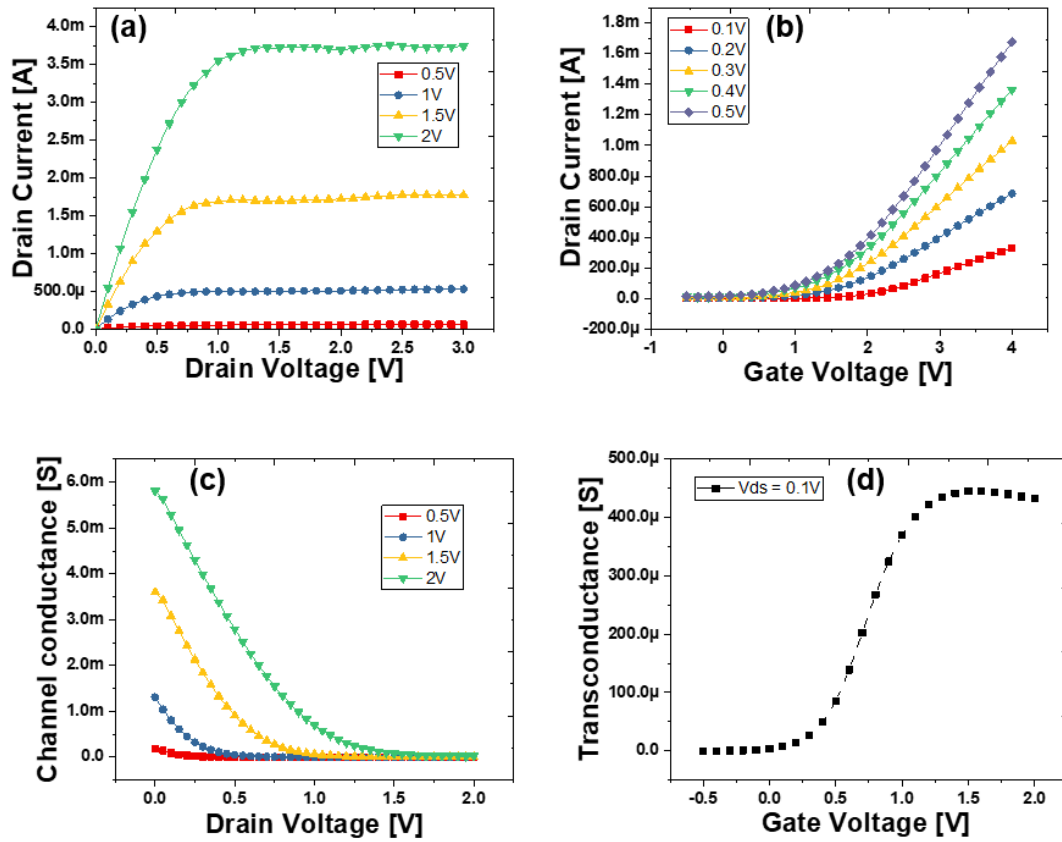 (a)
Drain Current [A]
4.0m
3.5m
3.0m
2.5m
2.0m
1.5m
1.0m
500.0µ
0.0
0.5V
1V
1.5V
2V
0.0 0.5 1.0 1.5 2.0 2.5 3.0
Drain Voltage [V]
(b)
Drain Current [A]
1.8m
1.6m
1.4m
1.2m
1.0m
800.0µ
600.0µ
400.0µ
200.0µ
0.0
-200.0µ
0.1V
0.2V
0.3V
0.4V
0.5V
-1 0 1 2 3 4
Gate Voltage [V]
(c)
Channel conductance [S]
6.0m
5.0m
4.0m
3.0m
2.0m
1.0m
0.0
0.5V
1V
1.5V
2V
0.0 0.5 1.0 1.5 2.0
Drain Voltage [V]
(d)
Transconductance [S]
500.0µ
400.0µ
300.0µ
200.0µ
100.0µ
0.0
Vds = 0.1V
-0.5 0.0 0.5 1.0 1.5 2.0
Gate Voltage [V]